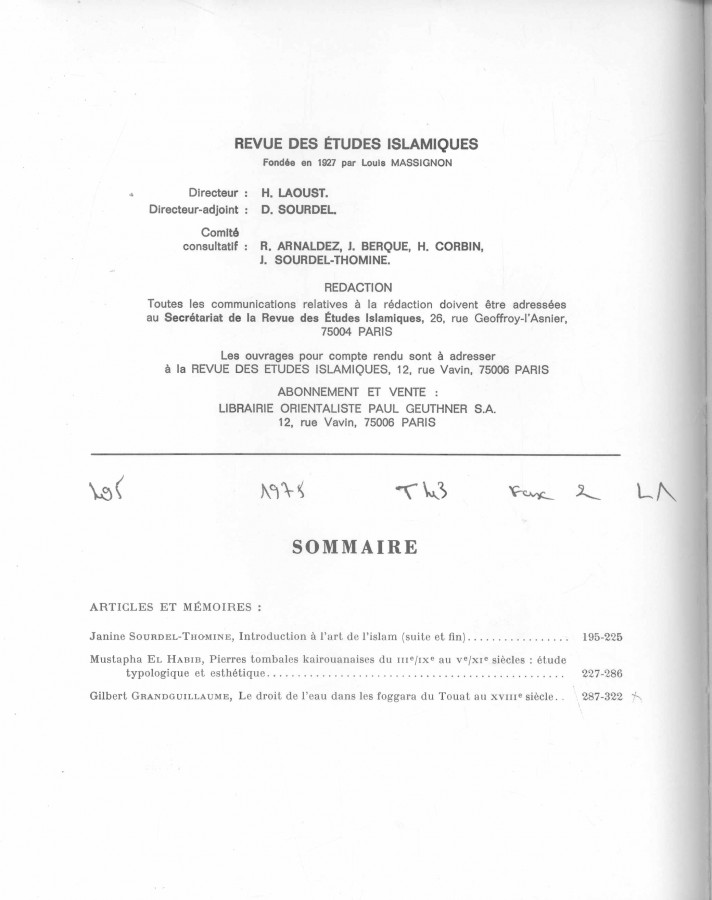 REVUE DES ÉTUDES ISLAMIQUES
Fondée en 1927 par Louis MASSIGNON
Directeur : H. LAOUST.
Directeur-adjoint : D. SOURDEL.
Comité
consultatif : R. ARNALDEZ, J. BERQUE, H. CORBIN,
J. SOURDEL-THOMINE.
REDACTION
Toutes les communications relatives à la rédaction doivent être adressées
au Secrétariat de la Revue des Études Islamiques, 26, rue Geoffroy-l'Asnier,
75004 PARIS
Les ouvrages pour compte rendu sont à adresser
à la REVUE DES ETUDES ISLAMIQUES, 12, rue Vavin, 75006 PARIS
ABONNEMENT ET VENTE :
LIBRAIRIE ORIENTALISTE PAUL GEUTHNER S.A.
12, rue Vavin, 75006 PARIS
1975 2
SOMMAIRE
ARTICLES ET MÉMOIRES :
Janine SOURDEL-THOMINE, Introduction à l'art de l'islam (suite et fin)................ 195-225
Mustapha EL HABIB, Pierres tombales kairouanaises du IIIe/IXe au Ve/XIe siècles : étude
typologique et esthétique................................................ 227-286
Gilbert GRANDGUILLAUME, Le droit de l'eau dans les foggara du Touat au XVIIIe siècle.. 287-322